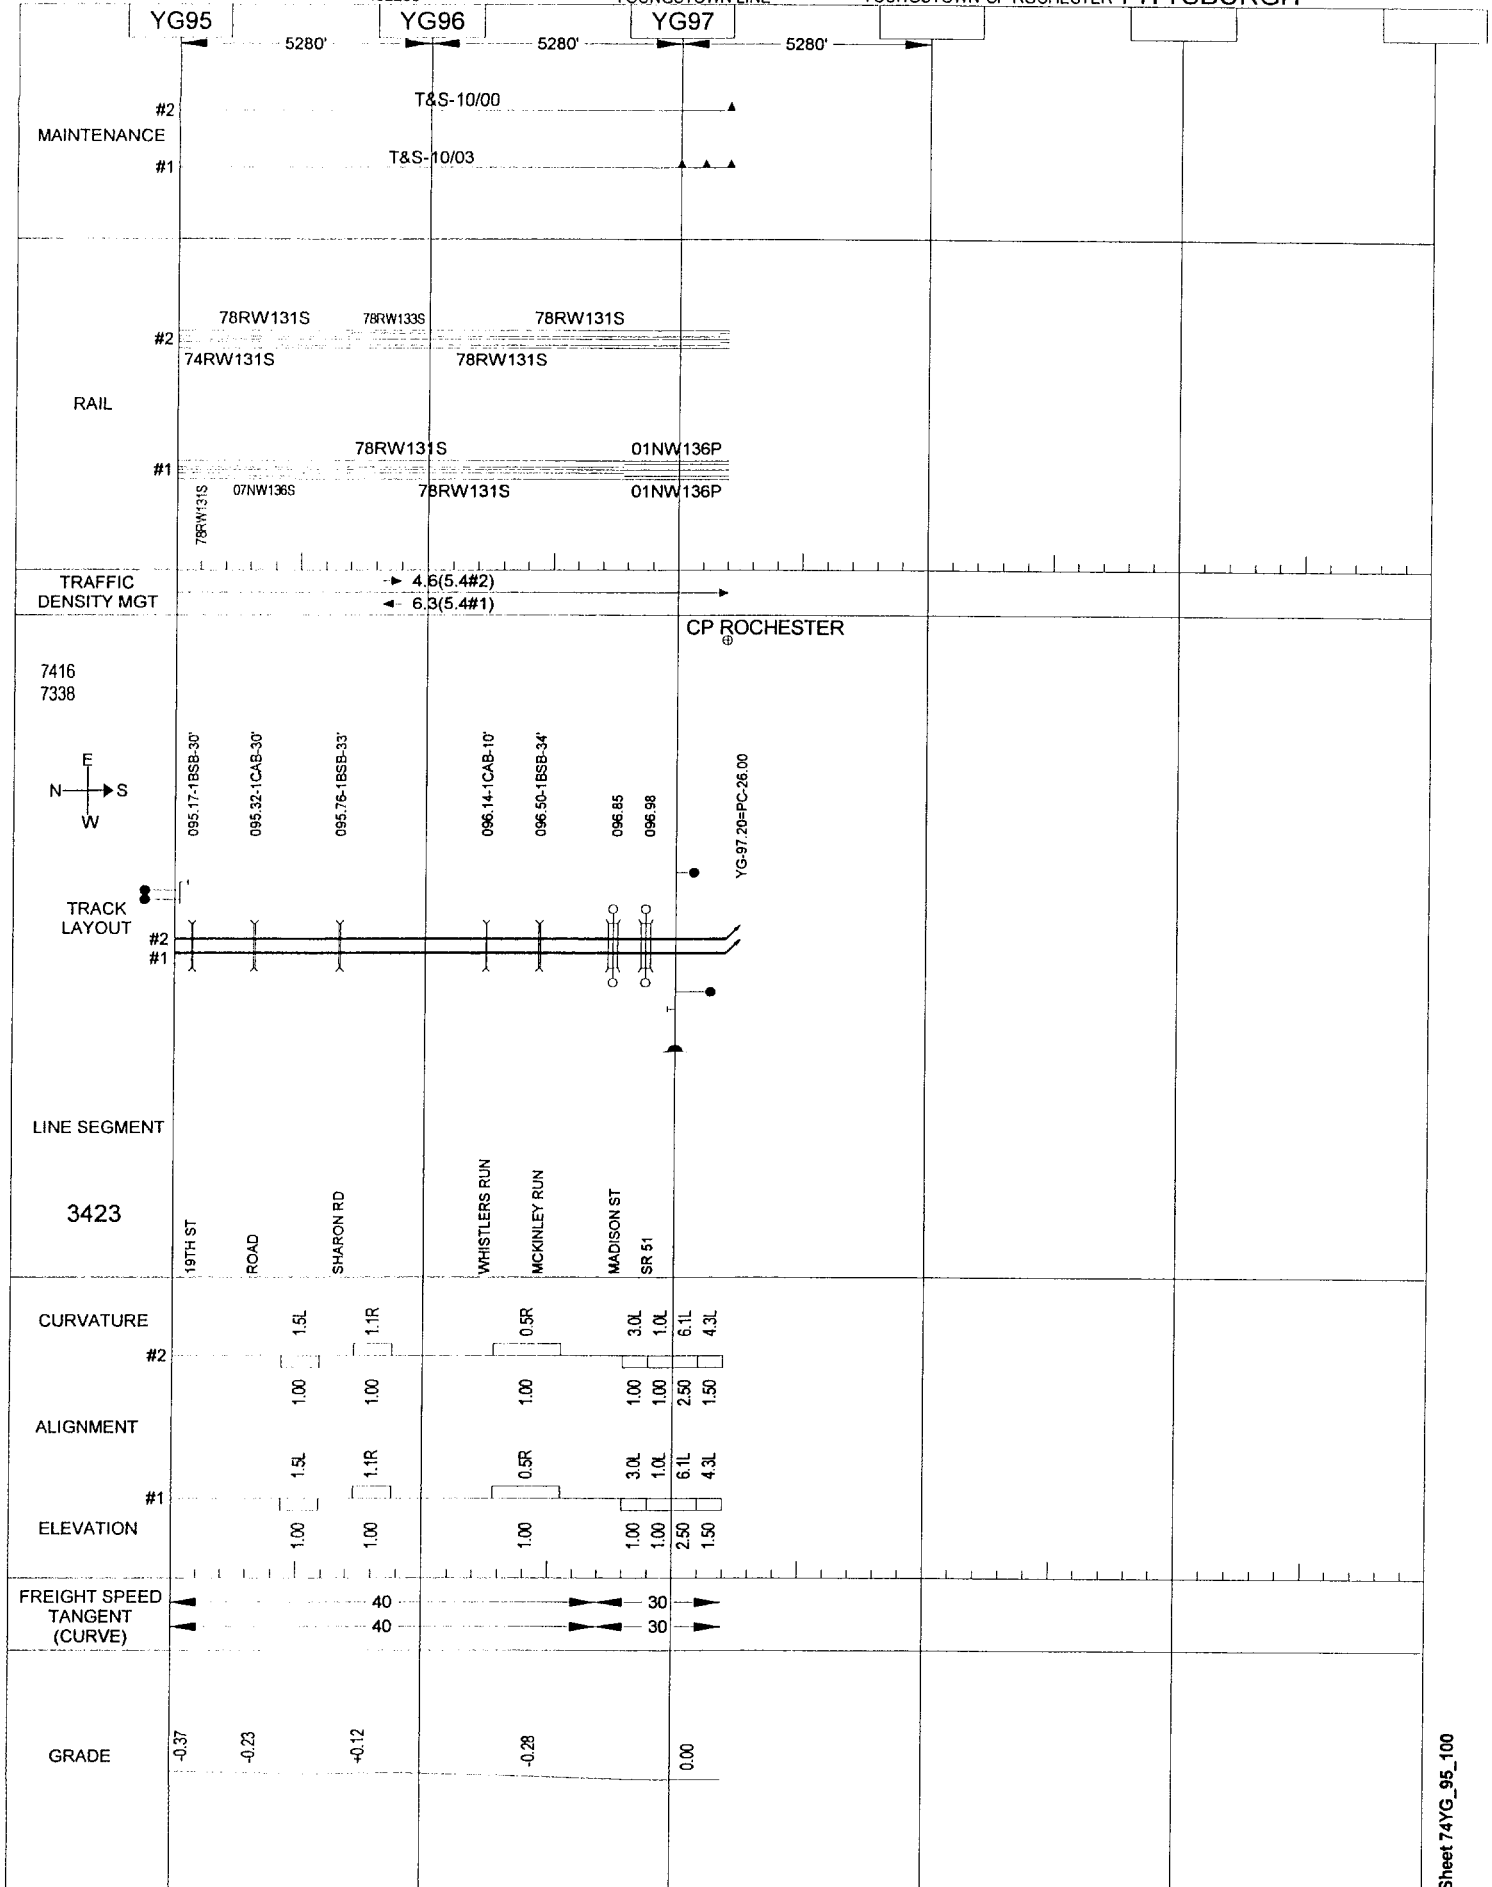 PITTSBURGH
YG95
YG96
YG97
5280'
5280'
5280'
MAINTENANCE
#2
T&S-10/00
#1
T&S-10/03
RAIL
#2
78RW131S
78RW133S
78RW131S
74RW131S
78RW131S
#1
78RW131S
01NW136P
78RW131S
07NW136S
78RW131S
01NW136P
TRAFFIC
DENSITY MGT
4.6(5.4#2)
6.3(5.4#1)
CP ROCHESTER
7416
7338
E
N
S
W
095.17-1BSB-30'
095.32-1CAB-30'
095.76-1BSB-33'
096.14-1CAB-10'
096.50-1BSB-34'
096.85
096.98
YG-97.20=PC-26.00
TRACK
LAYOUT
#2
#1
LINE SEGMENT
3423
19TH ST
ROAD
SHARON RD
WHISTLERS RUN
MCKINLEY RUN
MADISON ST
SR 51
CURVATURE
#2
1.5L
1.1R
0.5R
3.0L
1.0L
6.1L
4.3L
1.00
1.00
1.00
1.00
1.00
2.50
1.50
ALIGNMENT
#1
1.5L
1.1R
0.5R
3.0L
1.0L
6.1L
4.3L
ELEVATION
1.00
1.00
1.00
1.00
1.00
2.50
1.50
FREIGHT SPEED
TANGENT
(CURVE)
40
30
40
30
GRADE
-0.37
-0.23
+0.12
-0.28
0.00
Sheet 74YG_95_100